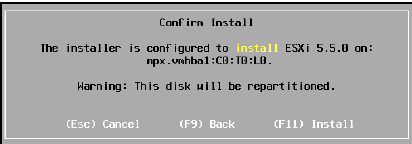 Confirm Install
The installer is configured to install ESXi 5.5.0 on:
mpx.vmhba1:C0:T0:L0.
Warning: This disk will be repartitioned.
(Esc) Cancel (F9) Back (F11) Install